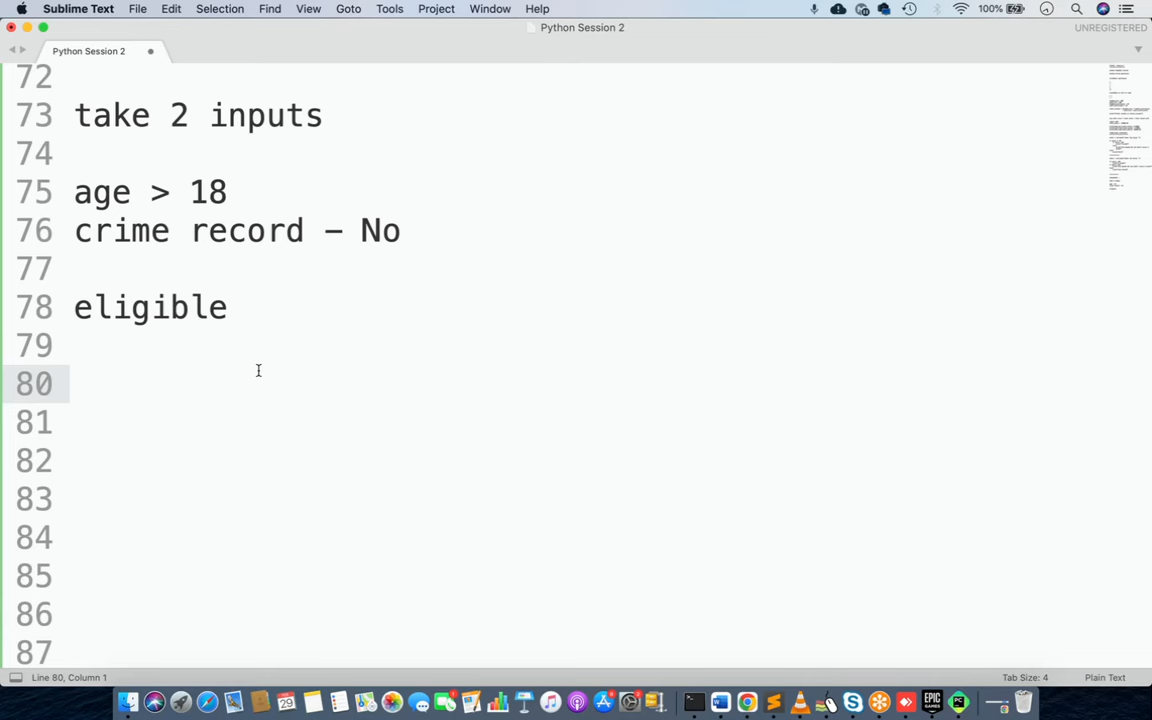 Sublime Text File Edit Selection Find View Goto Tools Project Window Help 100%
Python Session 2 UNREGISTERED
Python Session 2
72
73 take 2 inputs
74
75 age > 18
76 crime record - No
77
78 eligible
79
80
81
82
83
84
85
86
87
Line 80, Column 1 Tab Size: 4 Plain Text